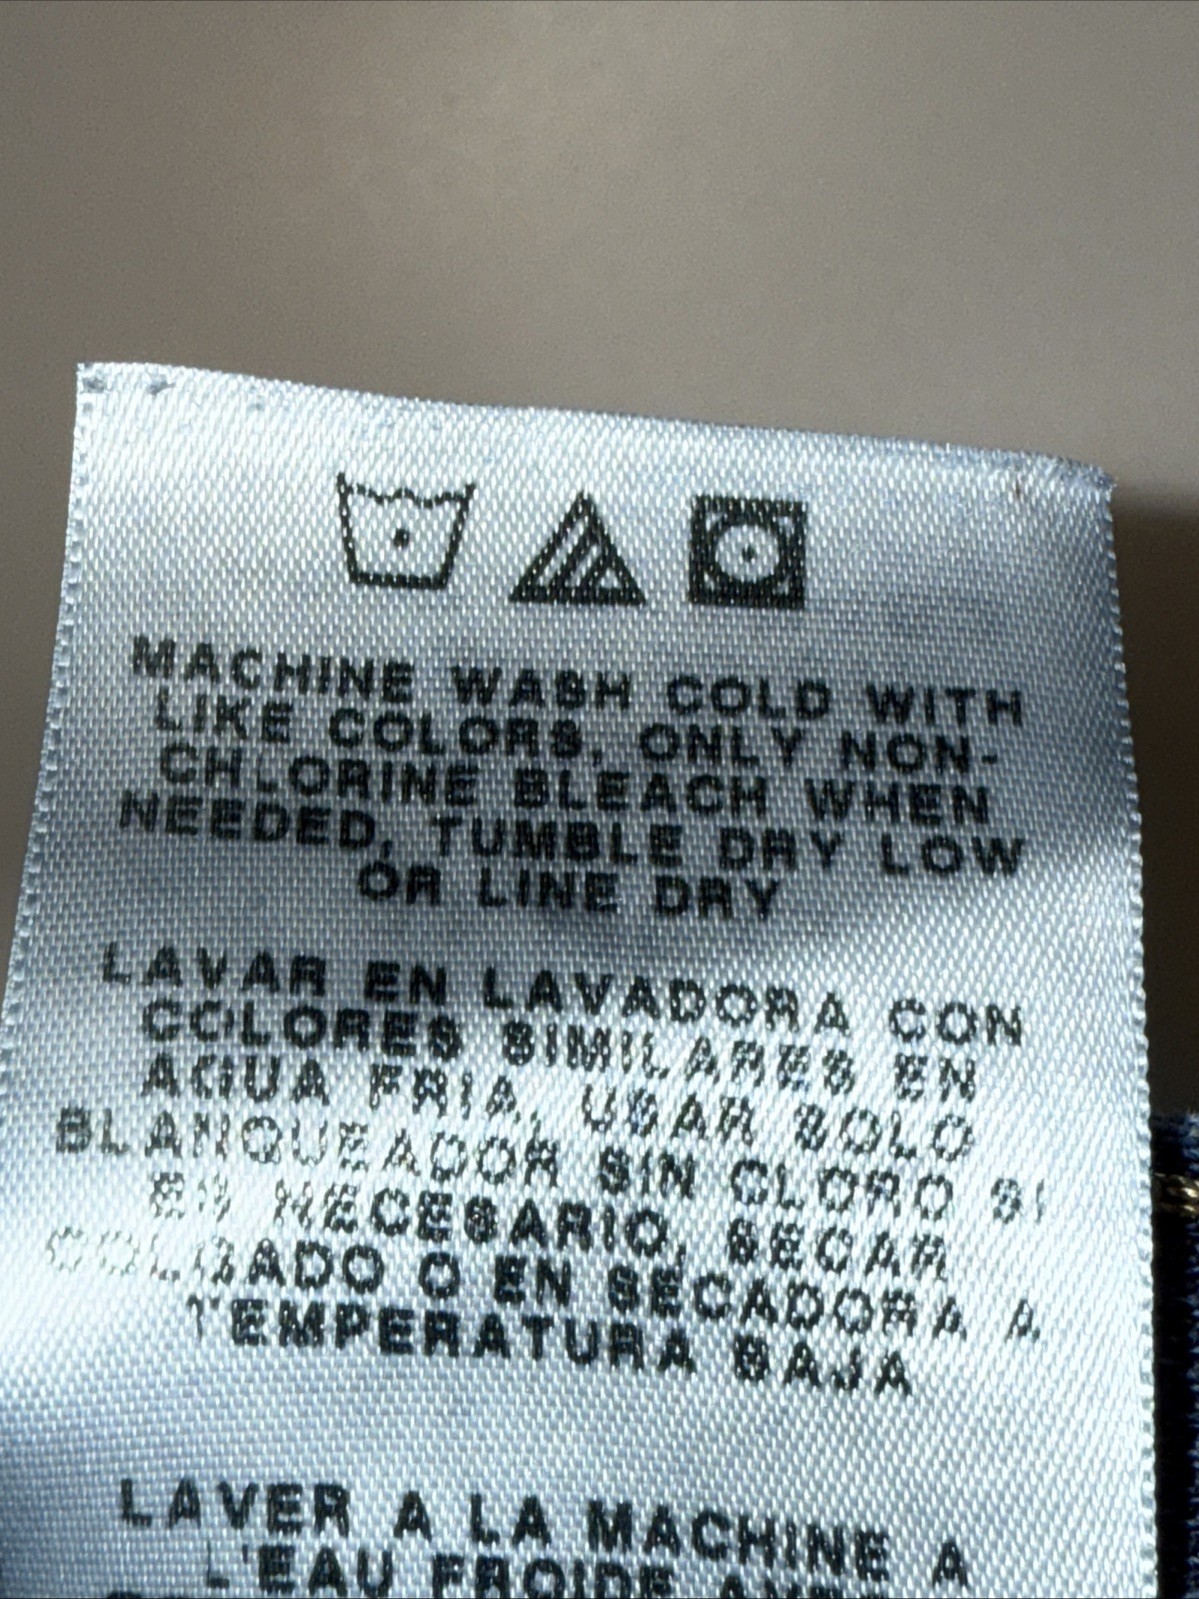 MACHINE WASH COLD WITH
LIKE COLORS, ONLY NON-
CHLORINE BLEACH WHEN
NEEDED, TUMBLE DRY LOW
OR LINE DRY
LAVAR EN LAVADORA CON
COLORES SIMILARES EN
AGUA FRIA, USAR SOLO
BLANQUEADOR SIN CLORO SI
ES NECESARIO, SECAR
COLGADO O EN SECADORA A
TEMPERATURA BAJA
LAVER A LA MACHINE A
L'EAU FROIDE